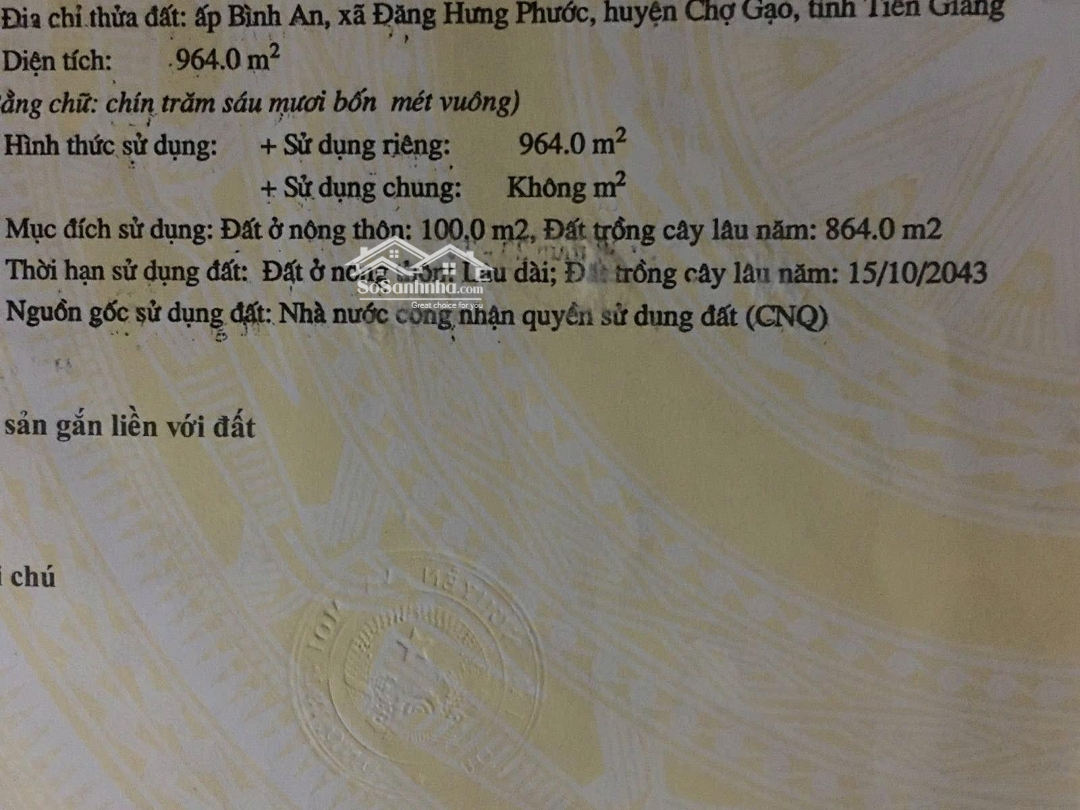 Địa chỉ thửa đất: ấp Bình An, xã Đăng Hưng Phước, huyện Chợ Gạo, tỉnh Tiền Giang
Diện tích: 964.0 m²
ằng chữ: chín trăm sáu mươi bốn mét vuông)
Hình thức sử dụng: + Sử dụng riêng: 964.0 m²
+ Sử dụng chung: Không m²
Mục đích sử dụng: Đất ở nông thôn: 100.0 m2, Đất trồng cây lâu năm: 864.0 m2
Thời hạn sử dụng đất: Đất ở nông thôn: Lâu dài; Đất trồng cây lâu năm: 15/10/2043
SoSanhnha.com
Great choice for you
Nguồn gốc sử dụng đất: Nhà nước công nhận quyền sử dụng đất (CNQ)
sản gắn liền với đất
i chú